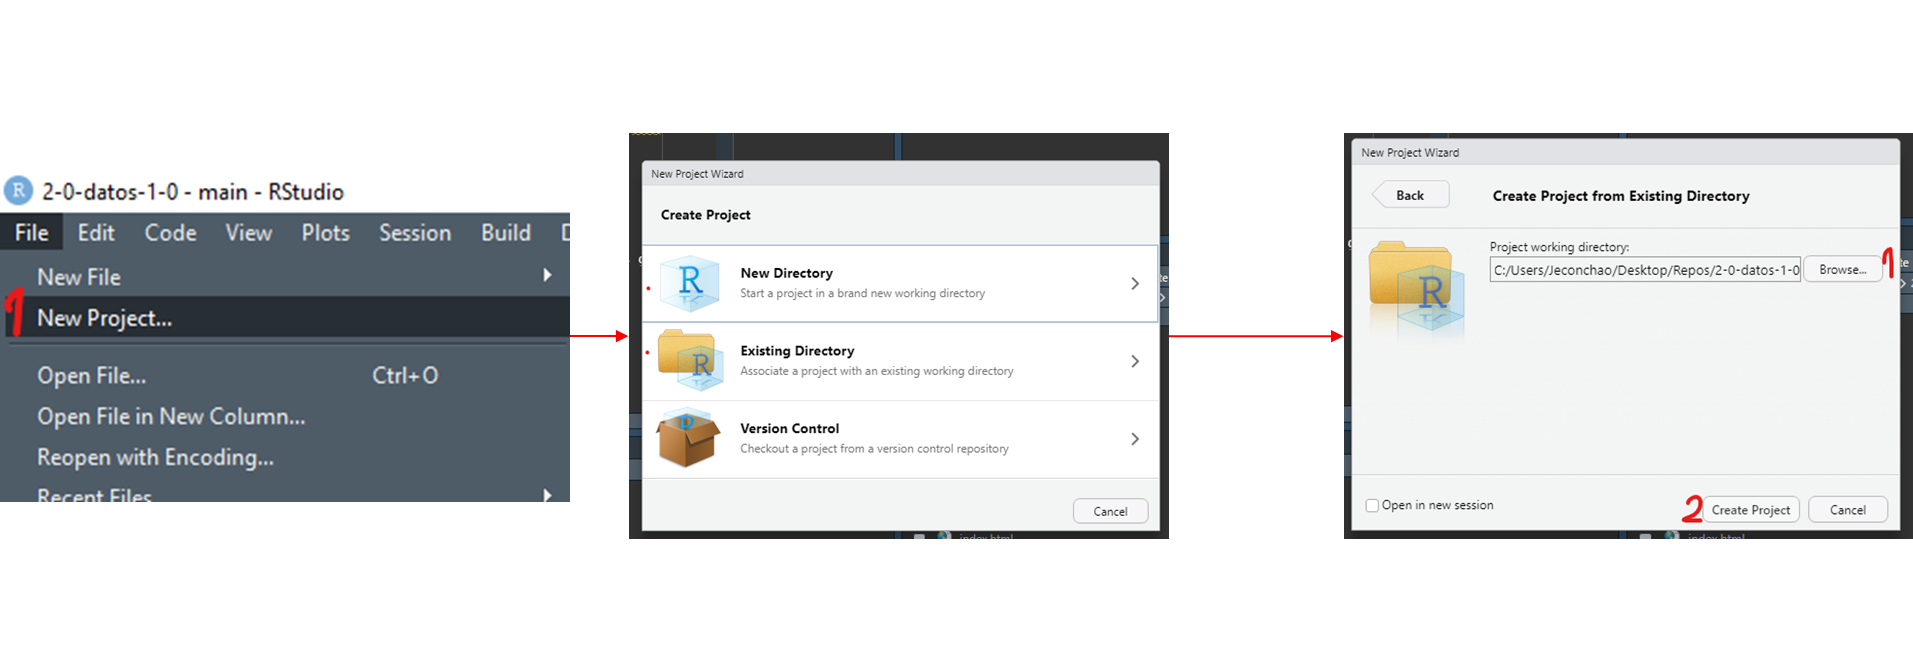 R 2-0-datos-1-0 - main - RStudio
File Edit Code View Plots Session Build
New File
1 New Project...
Open File... Ctrl+O
Open File in New Column...
Reopen with Encoding...
Recent Files
New Project Wizard
Create Project
R New Directory
Start a project in a brand new working directory
R Existing Directory
Associate a project with an existing working directory
Version Control
Checkout a project from a version control repository
Cancel
index.html
New Project Wizard
Back Create Project from Existing Directory
R
Project working directory:
C:/Users/Jeconchao/Desktop/Repos/2-0-datos-1-0 Browse... 1
Open in new session 2 Create Project Cancel
index.html